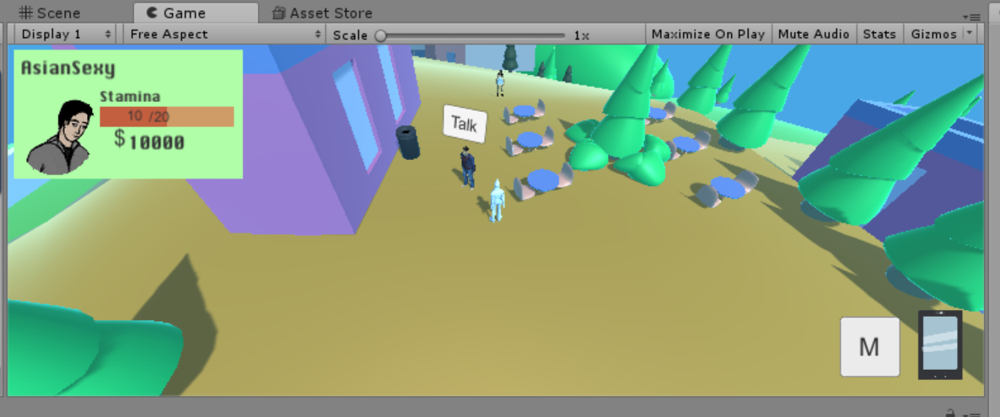 Scene
Game
Asset Store
Display 1
Free Aspect
Scale
1x
Maximize On Play
Mute Audio
Stats
Gizmos
AsianSexy
Stamina
10 /20
$10000
Talk
M